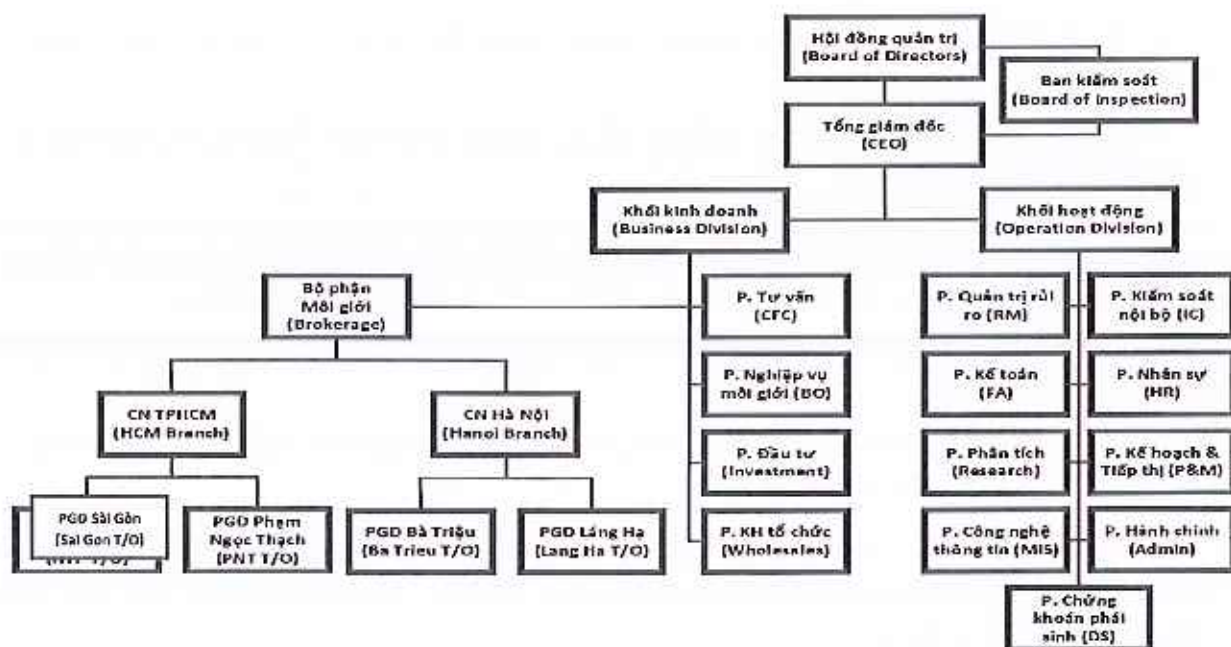 Hội đồng quản trị
(Board of Directors)
Ban kiểm soát
(Board of Inspection)
Tổng giám đốc
(CEO)
Khối kinh doanh
(Business Division)
Khối hoạt động
(Operation Division)
Bộ phận
Môi giới
(Brokerage)
P. Tư vấn
(CFC)
P. Quản trị rủi
ro (RM)
P. Kiểm soát
nội bộ (IC)
CN TPHCM
(HCM Branch)
CN Hà Nội
(Hanoi Branch)
P. Nghiệp vụ
môi giới (BO)
P. Kế toán
(FA)
P. Nhân sự
(HR)
P. Đầu tư
(Investment)
P. Phân tích
(Research)
P. Kế hoạch &
Tiếp thị (P&M)
PGD Sài Gòn
(Sai Gon T/O)
T/O)
PGD Phạm
Ngọc Thạch
(PNT T/O)
PGD Bà Triệu
(Ba Trieu T/O)
PGD Láng Hạ
(Lang Ha T/O)
P. KH tổ chức
(Wholesales)
P. Công nghệ
thông tin (MIS)
P. Hành chính
(Admin)
P. Chứng
khoán phái
sinh (DS)